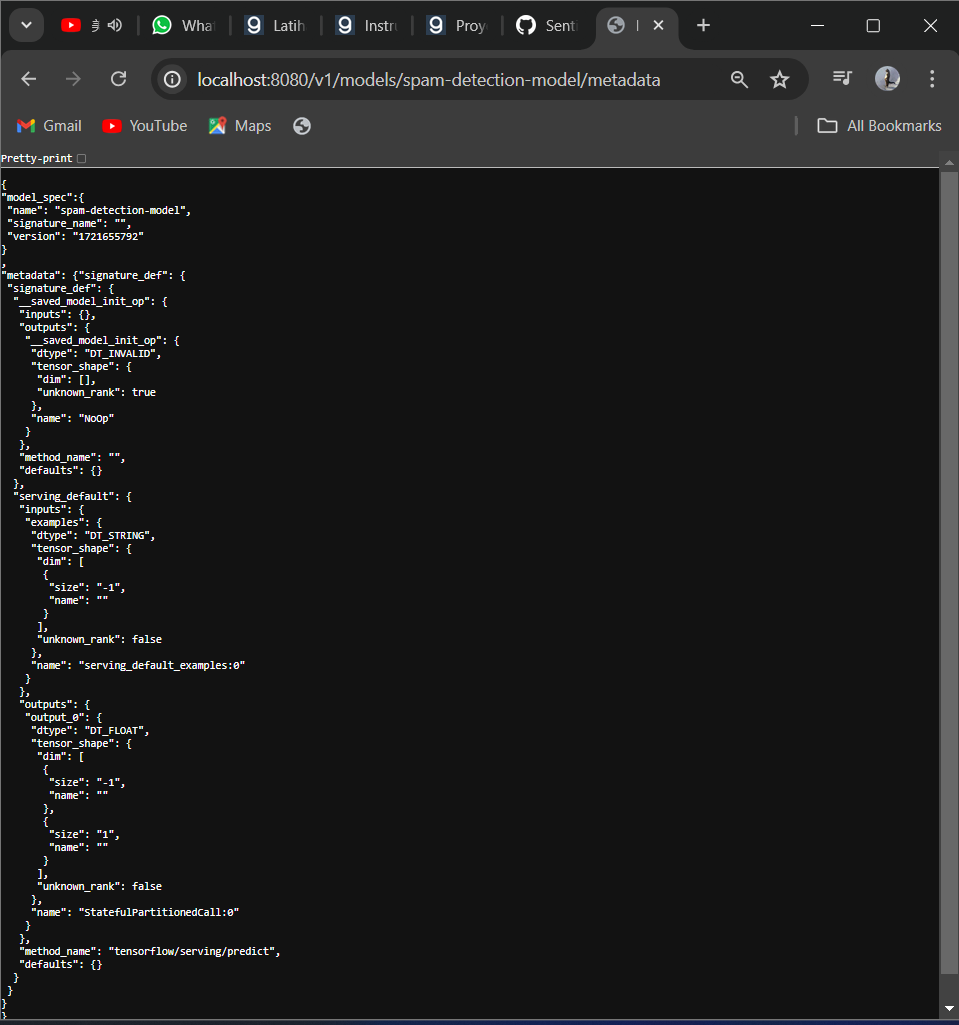 Wha
Latih
Instru
Proy
Senti
localhost:8080/v1/models/spam-detection-model/metadata
Gmail
YouTube
Maps
All Bookmarks
Pretty-print
{
"model_spec":{
"name": "spam-detection-model",
"signature_name": "",
"version": "1721655792"
}
,
"metadata": {"signature_def": {
"signature_def": {
"__saved_model_init_op": {
"inputs": {},
"outputs": {
"__saved_model_init_op": {
"dtype": "DT_INVALID",
"tensor_shape": {
"dim": [],
"unknown_rank": true
},
"name": "NoOp"
}
},
"method_name": "",
"defaults": {}
},
"serving_default": {
"inputs": {
"examples": {
"dtype": "DT_STRING",
"tensor_shape": {
"dim": [
{
"size": "-1",
"name": ""
}
],
"unknown_rank": false
},
"name": "serving_default_examples:0"
}
},
"outputs": {
"output_0": {
"dtype": "DT_FLOAT",
"tensor_shape": {
"dim": [
{
"size": "-1",
"name": ""
},
{
"size": "1",
"name": ""
}
],
"unknown_rank": false
},
"name": "StatefulPartitionedCall:0"
}
},
"method_name": "tensorflow/serving/predict",
"defaults": {}
}
}
}
}